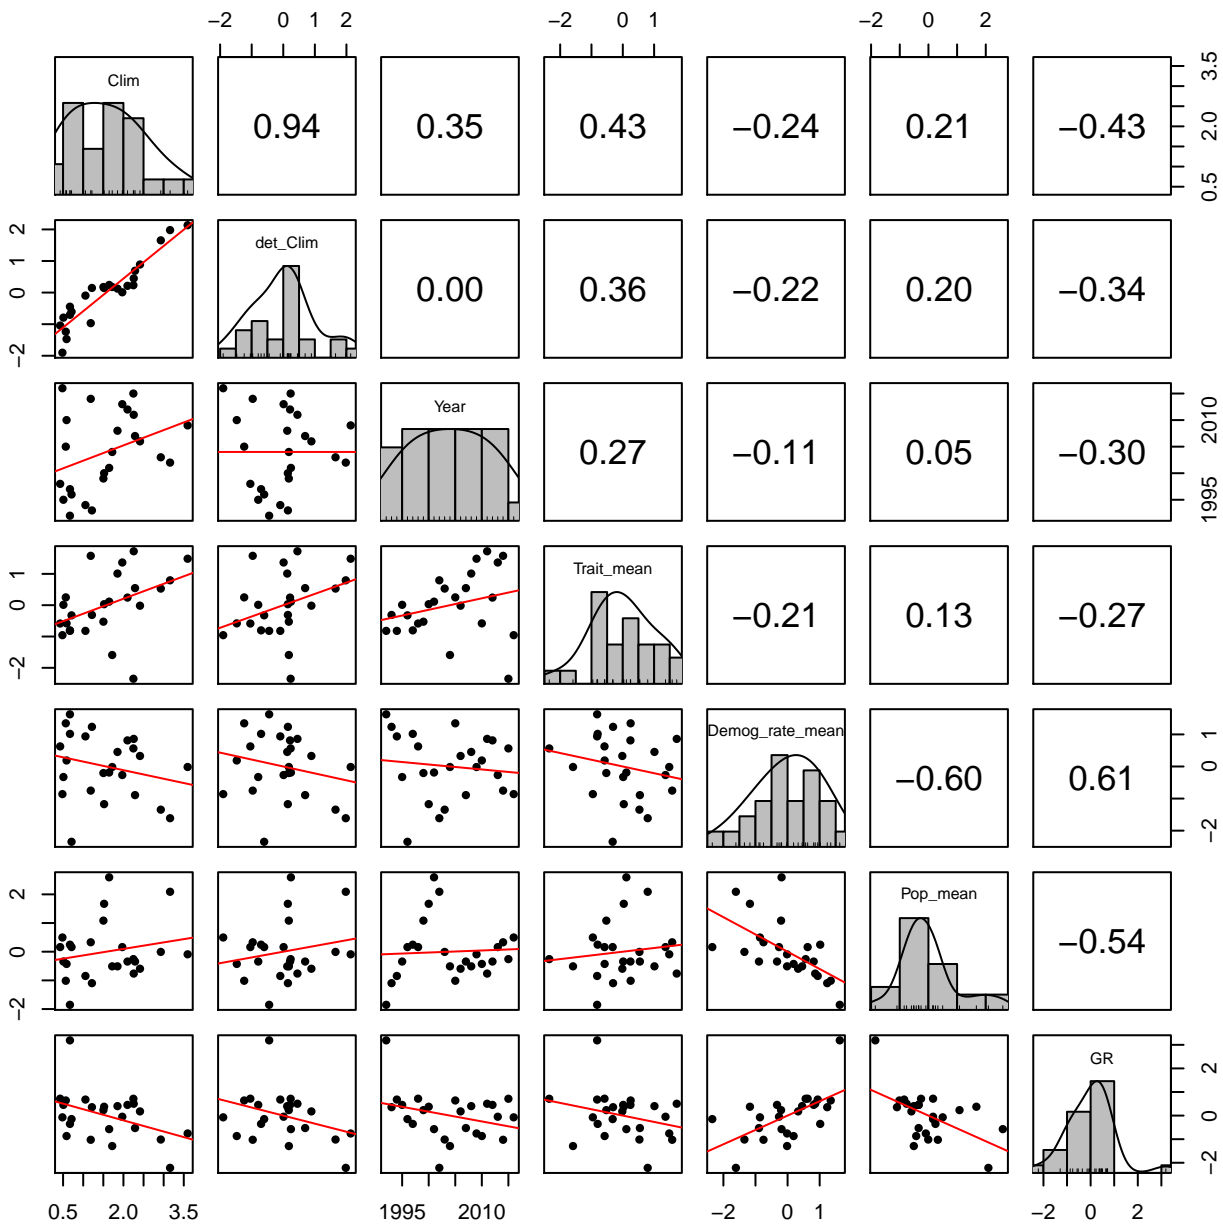 −2 0 1 2 −2 0 1 −2 0 2
Clim
0.94 0.35 0.43 −0.24 0.21 −0.43
0.5 2.0 3.5
−2 0 1 2
det_Clim
0.00 0.36 −0.22 0.20 −0.34
Year
0.27 −0.11 0.05 −0.30
1995 2010
−2 0 1
Trait_mean
−0.21 0.13 −0.27
Demog_rate_mean
−0.60 0.61
−2 0 1
−2 0 2
Pop_mean
−0.54
GR
−2 0 2
0.5 2.0 3.5 1995 2010 −2 0 1 −2 0 2